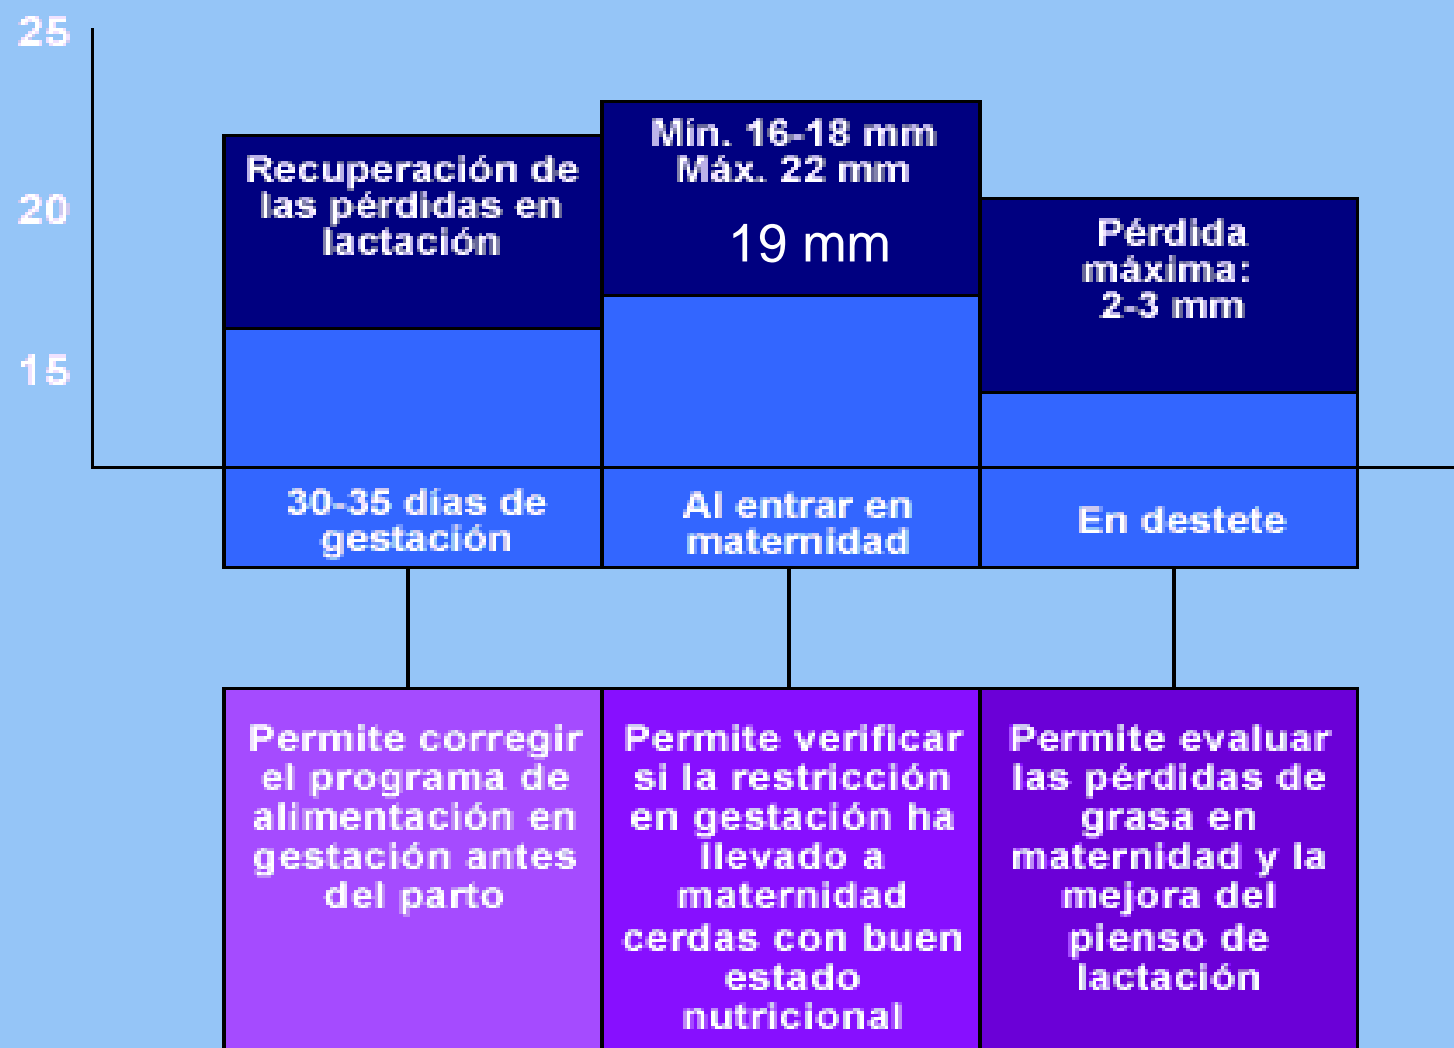 25
20
15
Recuperación de
las pérdidas en
lactación
Mín. 16-18 mm
Máx. 22 mm
19 mm
Pérdida
máxima:
2-3 mm
30-35 días de
gestación
Al entrar en
maternidad
En destete
Permite corregir
el programa de
alimentación en
gestación antes
del parto
Permite verificar
si la restricción
en gestación ha
llevado a
maternidad
cerdas con buen
estado
nutricional
Permite evaluar
las pérdidas de
grasa en
maternidad y la
mejora del
pienso de
lactación